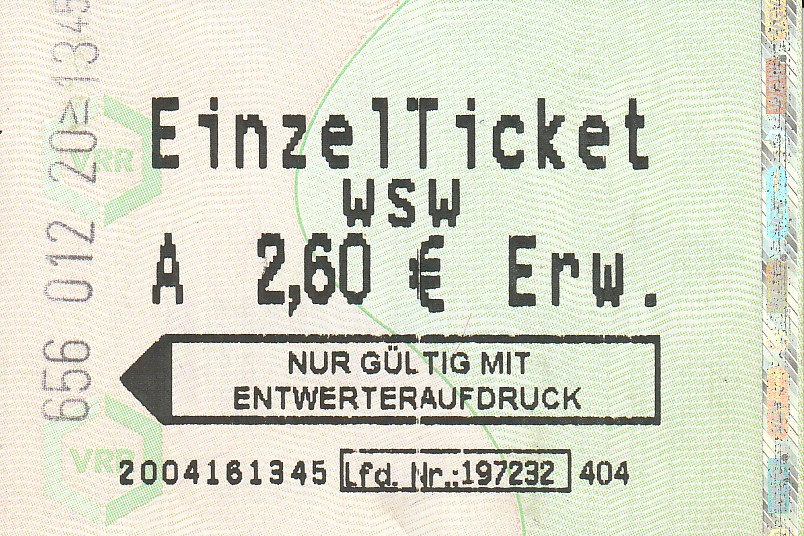 EinzelTicket
WSW
A 2,60 € Erw.
NUR GÜLTIG MIT
ENTWERTERAUFDRUCK
2004161345 Lfd. Nr.:197232 404
656 012 20 1345
VRR
VRR